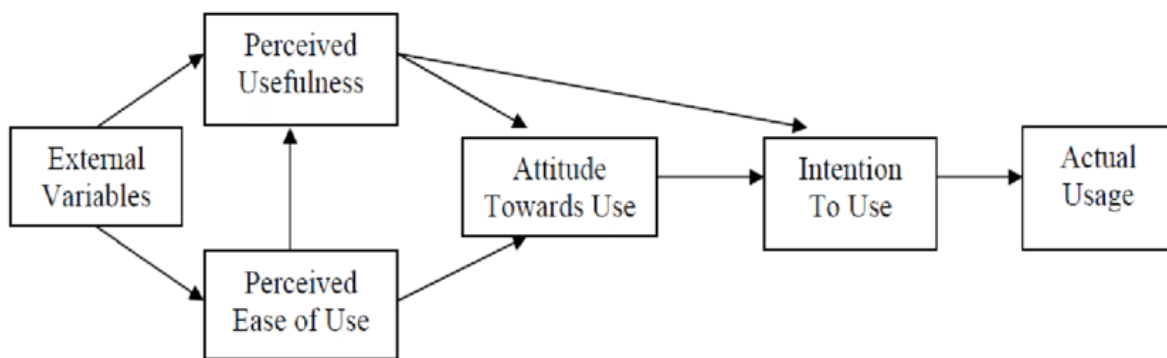 Perceived
Usefulness
External
Variables
Perceived
Ease of Use
Attitude
Towards Use
Intention
To Use
Actual
Usage